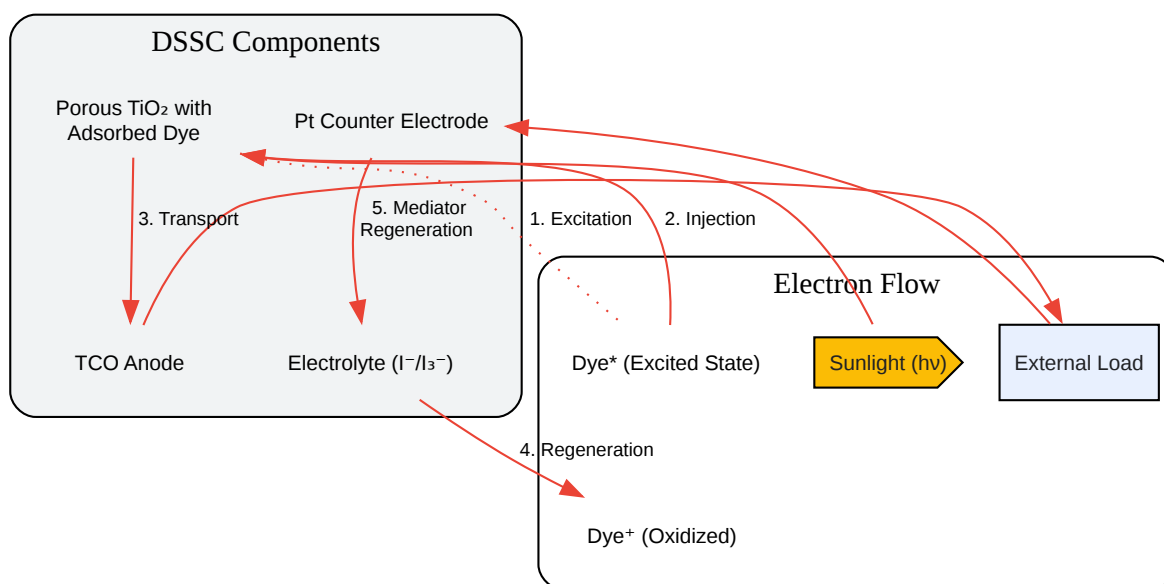 DSSC Components
Porous TiO₂ with
Adsorbed Dye
Pt Counter Electrode
3. Transport
5. Mediator
Regeneration
1. Excitation
2. Injection
Electron Flow
TCO Anode
Electrolyte (I⁻/I₃⁻)
Dye* (Excited State)
Sunlight (hν)
External Load
4. Regeneration
Dye⁺ (Oxidized)